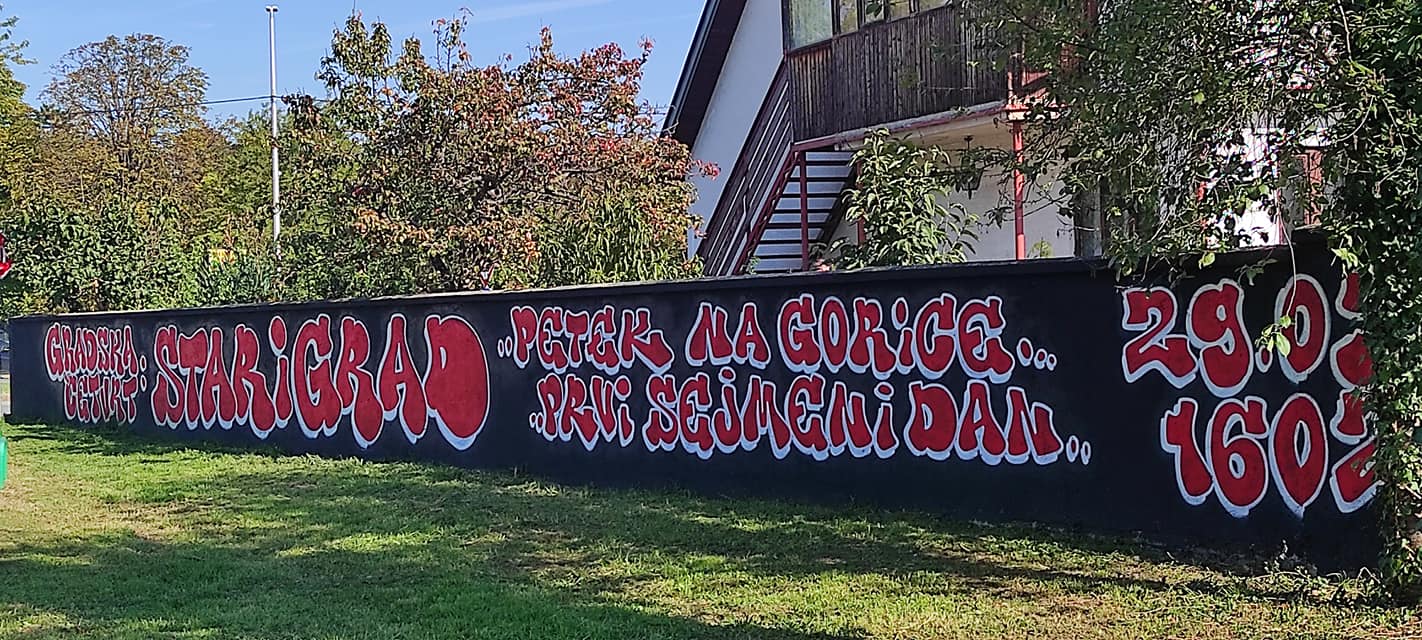 GRADSKA
ČETVRT:
STARiGRAD
..PETEK NA GORiCE...
..PRVi SEJMENi DAN...
29.0
160